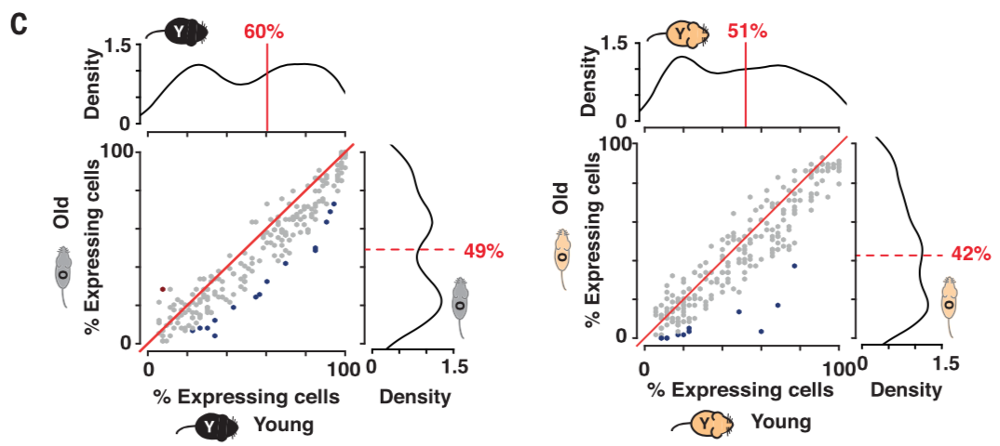 C
Y
60%
1.5
Density
0
100
Old
% Expressing cells
O
0
49%
O
0
100
0
1.5
% Expressing cells
Density
Y
Young
Y
51%
1.5
Density
0
100
Old
% Expressing cells
O
0
42%
O
0
100
0
1.5
% Expressing cells
Density
Y
Young